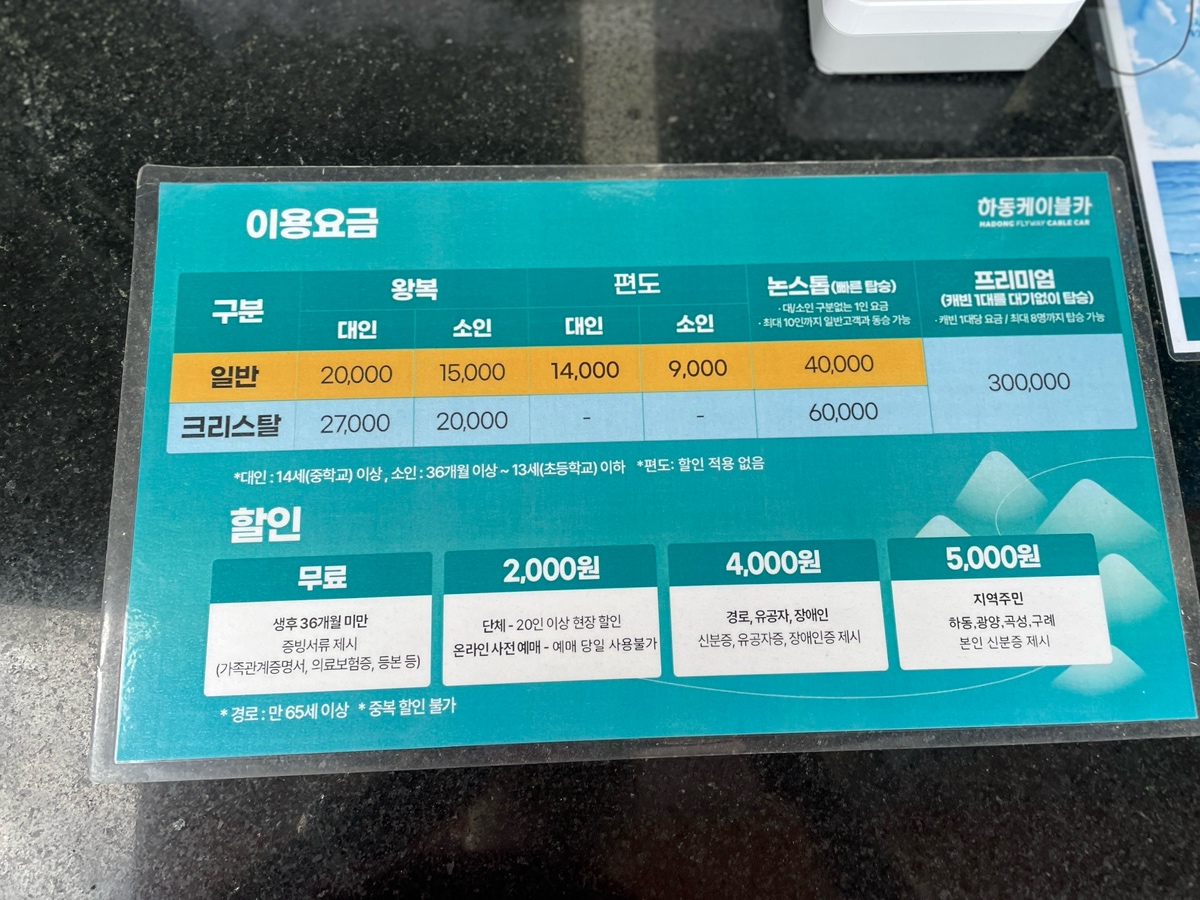 이용요금
하동케이블카
HADONG FLYWAY CABLE CAR
구분
왕복
편도
논스톱(빠른 탑승)
· 대/소인 구분없는 1인 요금
· 최대 10인까지 일반고객과 동승 가능
프리미엄
(캐빈 1대를 대기없이 탑승)
· 캐빈 1대당 요금 / 최대 8명까지 탑승 가능
대인 소인 대인 소인
일반 20,000 15,000 14,000 9,000 40,000 300,000
크리스탈 27,000 20,000 - - 60,000
*대인 : 14세(중학교) 이상 , 소인 : 36개월 이상 ~ 13세(초등학교) 이하 *편도: 할인 적용 없음
할인
무료
생후 36개월 미만
증빙서류 제시
(가족관계증명서, 의료보험증, 등본 등)
2,000원
단체 - 20인 이상 현장 할인
온라인 사전 예매 - 예매 당일 사용불가
4,000원
경로, 유공자, 장애인
신분증, 유공자증, 장애인증 제시
5,000원
지역주민
하동,광양,곡성,구례
본인 신분증 제시
* 경로 : 만 65세 이상 * 중복 할인 불가